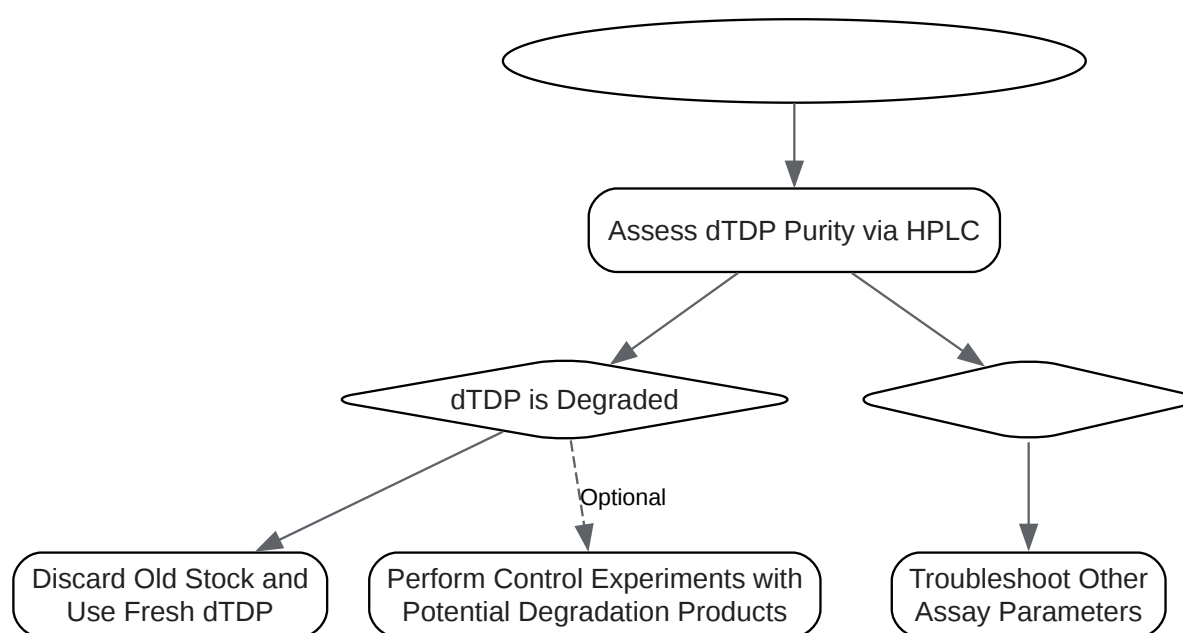 Assess dTDP Purity via HPLC
dTDP is Degraded
Optional
Discard Old Stock and
Use Fresh dTDP
Perform Control Experiments with
Potential Degradation Products
Troubleshoot Other
Assay Parameters